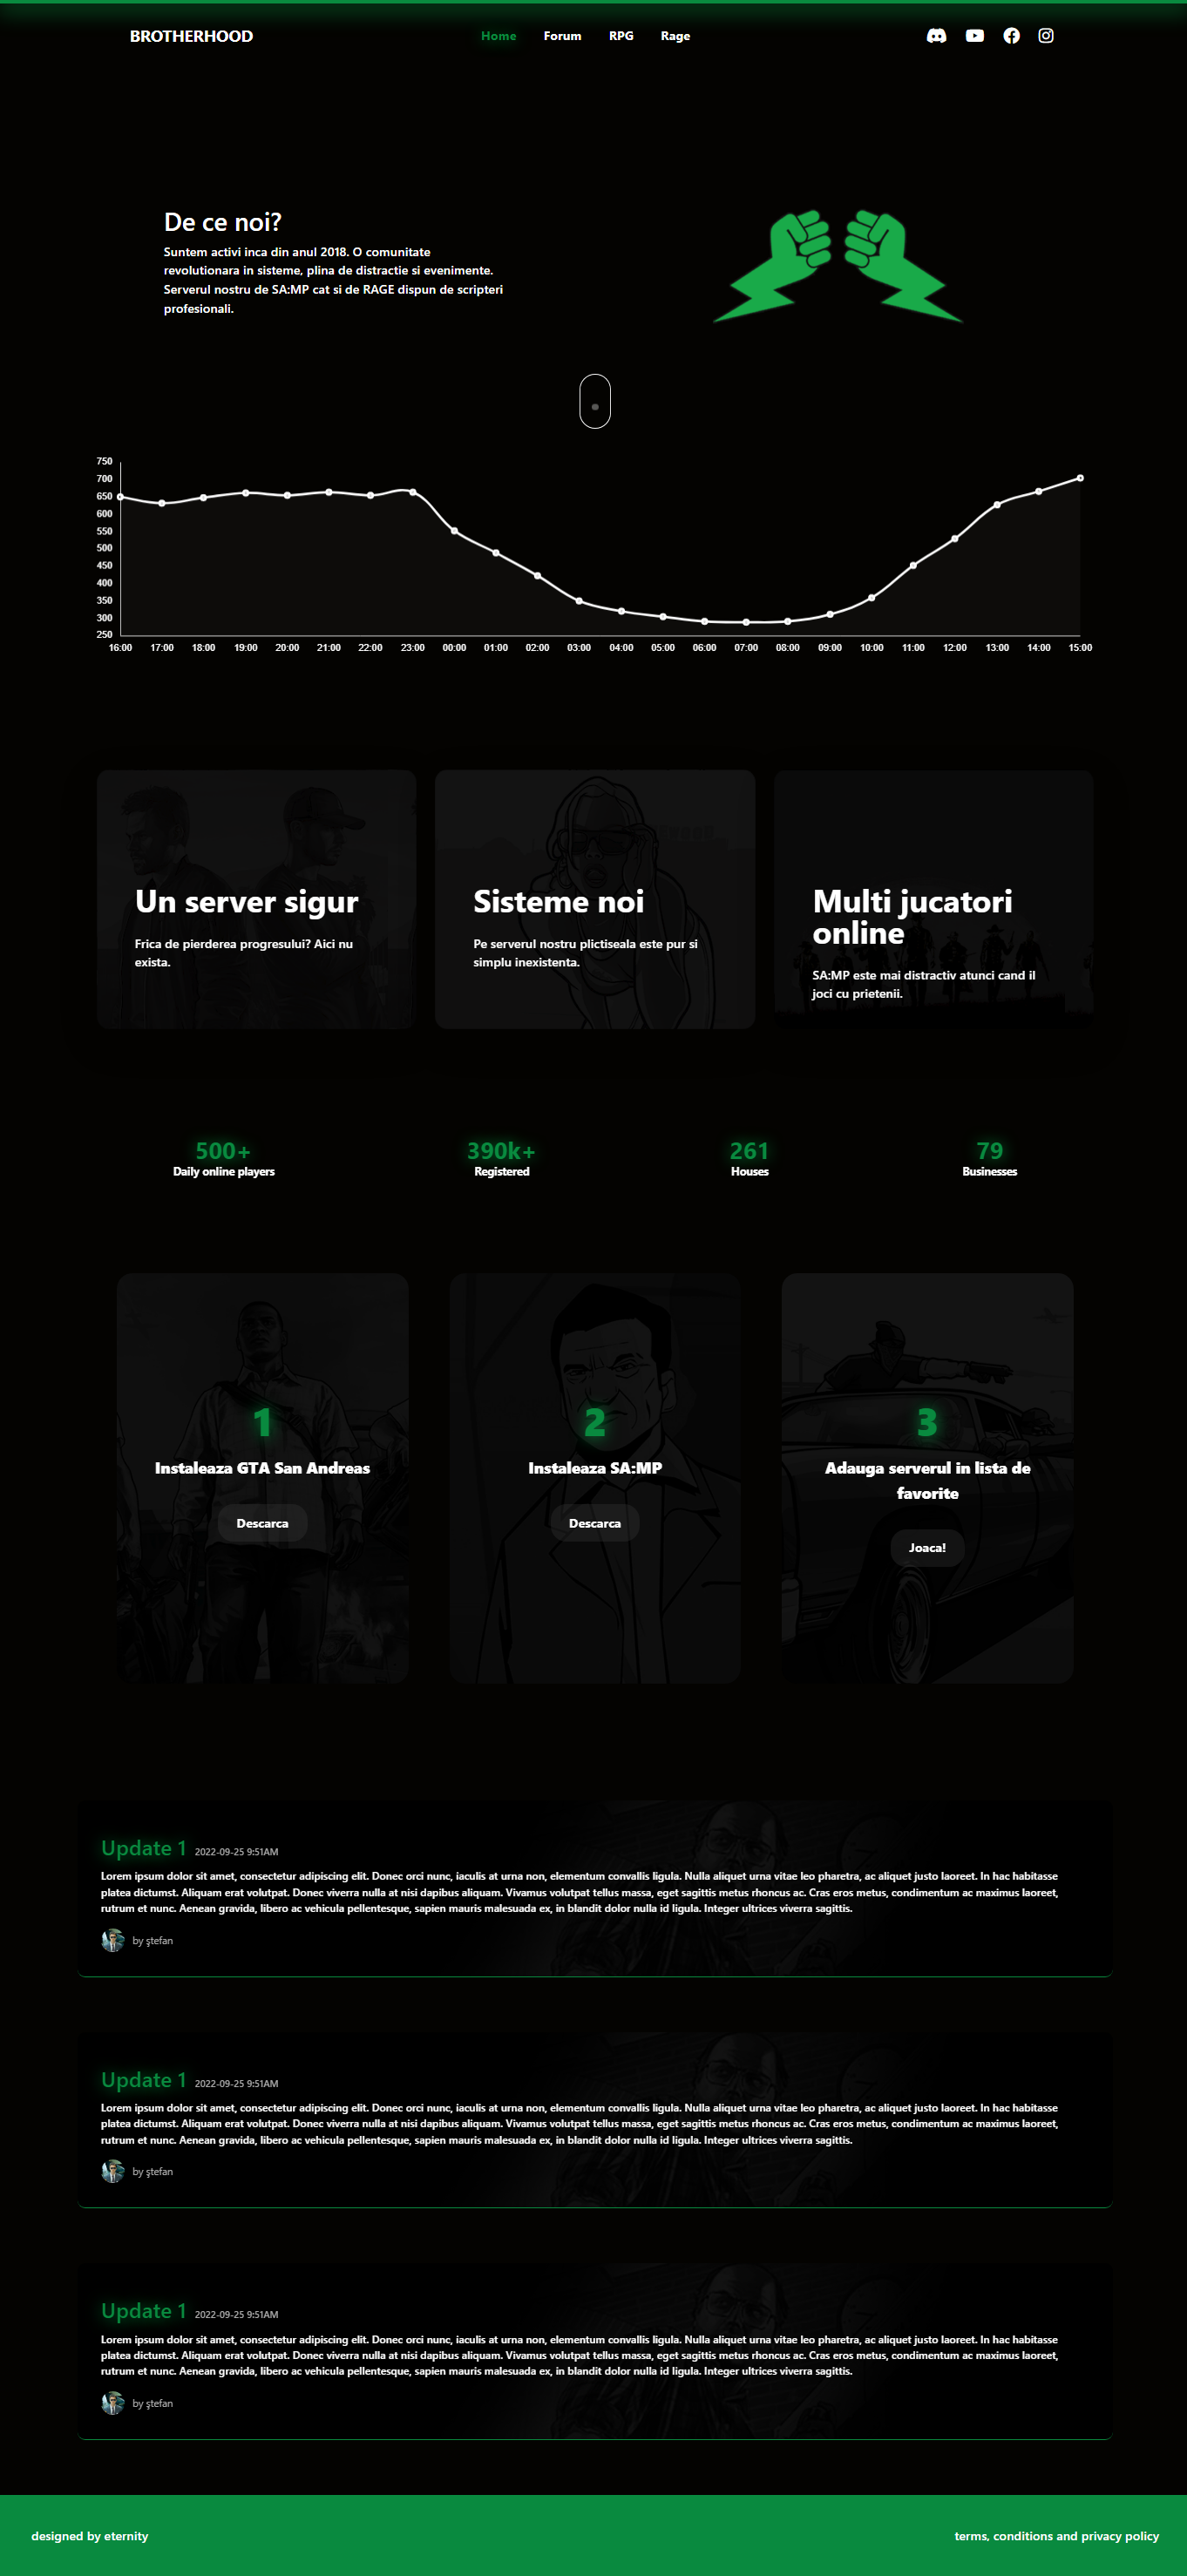 BROTHERHOOD
Home Forum RPG Rage
De ce noi?
Suntem activi inca din anul 2018. O comunitate
revolutionara in sisteme, plina de distractie si evenimente.
Serverul nostru de SA:MP cat si de RAGE dispun de scripteri
profesionali.
750
700
650
600
550
500
450
400
350
300
250
16:00 17:00 18:00 19:00 20:00 21:00 22:00 23:00 00:00 01:00 02:00 03:00 04:00 05:00 06:00 07:00 08:00 09:00 10:00 11:00 12:00 13:00 14:00 15:00
Un server sigur
Frica de pierderea progresului? Aici nu
exista.
Sisteme noi
Pe serverul nostru plictiseala este pur si
simplu inexistenta.
Multi jucatori
online
SA:MP este mai distractiv atunci cand il
joci cu prietenii.
500+
Daily online players
390k+
Registered
261
Houses
79
Businesses
1
Instaleaza GTA San Andreas
Descarca
2
Instaleaza SA:MP
Descarca
3
Adauga serverul in lista de
favorite
Joaca!
Update 1 2022-09-25 9:51AM
Lorem ipsum dolor sit amet, consectetur adipiscing elit. Donec orci nunc, iaculis at urna non, elementum convallis ligula. Nulla aliquet urna vitae leo pharetra, ac aliquet justo laoreet. In hac habitasse
platea dictumst. Aliquam erat volutpat. Donec viverra nulla at nisi dapibus aliquam. Vivamus volutpat tellus massa, eget sagittis metus rhoncus ac. Cras eros metus, condimentum ac maximus laoreet,
rutrum et nunc. Aenean gravida, libero ac vehicula pellentesque, sapien mauris malesuada ex, in blandit dolor nulla id ligula. Integer ultrices viverra sagittis.
by ştefan
Update 1 2022-09-25 9:51AM
Lorem ipsum dolor sit amet, consectetur adipiscing elit. Donec orci nunc, iaculis at urna non, elementum convallis ligula. Nulla aliquet urna vitae leo pharetra, ac aliquet justo laoreet. In hac habitasse
platea dictumst. Aliquam erat volutpat. Donec viverra nulla at nisi dapibus aliquam. Vivamus volutpat tellus massa, eget sagittis metus rhoncus ac. Cras eros metus, condimentum ac maximus laoreet,
rutrum et nunc. Aenean gravida, libero ac vehicula pellentesque, sapien mauris malesuada ex, in blandit dolor nulla id ligula. Integer ultrices viverra sagittis.
by ştefan
Update 1 2022-09-25 9:51AM
Lorem ipsum dolor sit amet, consectetur adipiscing elit. Donec orci nunc, iaculis at urna non, elementum convallis ligula. Nulla aliquet urna vitae leo pharetra, ac aliquet justo laoreet. In hac habitasse
platea dictumst. Aliquam erat volutpat. Donec viverra nulla at nisi dapibus aliquam. Vivamus volutpat tellus massa, eget sagittis metus rhoncus ac. Cras eros metus, condimentum ac maximus laoreet,
rutrum et nunc. Aenean gravida, libero ac vehicula pellentesque, sapien mauris malesuada ex, in blandit dolor nulla id ligula. Integer ultrices viverra sagittis.
by ştefan
designed by eternity
terms, conditions and privacy policy